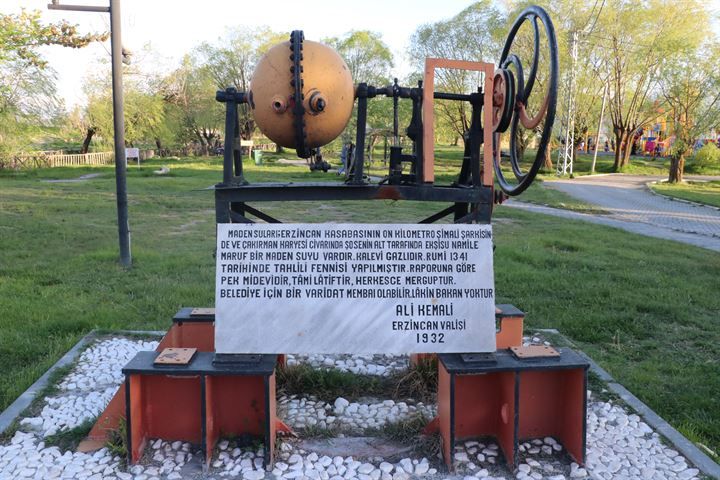 MADEN SULARI:ERZİNCAN KASABASININ ON KİLOMETRE ŞİMALİ ŞARKİSİN
DE VE ÇAKIRMAN KARYESİ CİVARINDA ŞOSENİN ALT TARAFINDA EKŞİSU NAMİLE
MARUF BİR MADEN SUYU VARDIR. KALEVİ GAZLIDIR. RUMİ 1341
TARİHİNDE TAHLİLİ FENNİSİ YAPILMIŞTIR. RAPORUNA GÖRE
PEK MİDEVİDİR, TÂMİ LÂTİFTİR, HERKESCE MERGUPTUR.
BELEDİYE İÇİN BİR VARİDAT MEMBAI OLABİLİR. LÂKİN BAKAN YOKTUR
ALİ KEMALİ
ERZİNCAN VALİSİ
1932